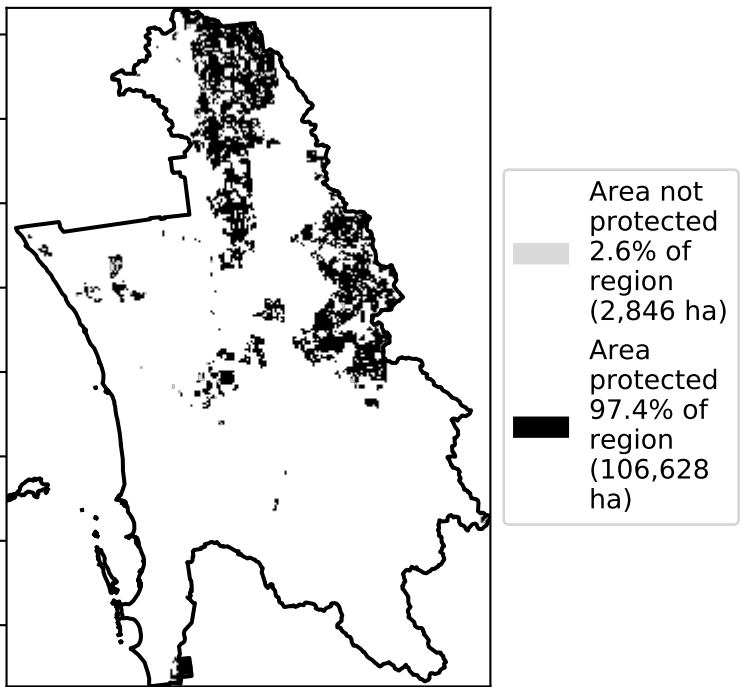 Area not
protected
2.6% of
region
(2,846 ha)
Area
protected
97.4% of
region
(106,628
ha)